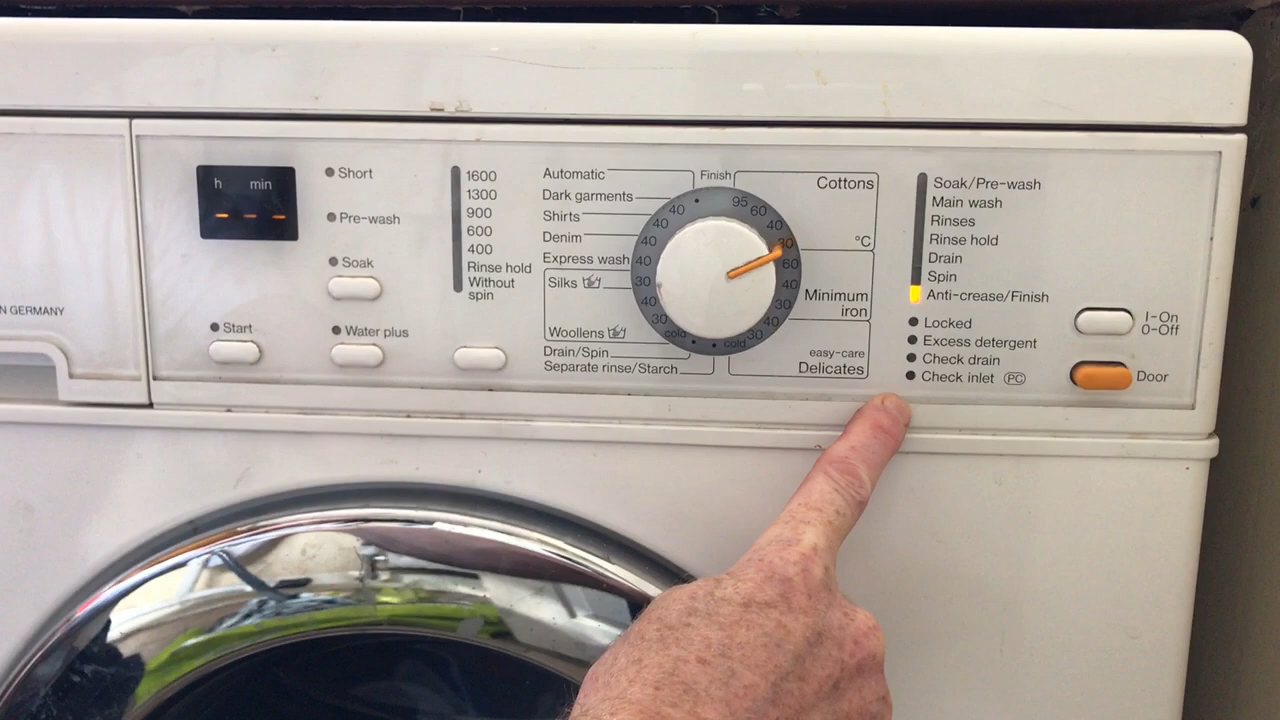 h min
- - -
Short
Pre-wash
Soak
Start
Water plus
N GERMANY
1600
1300
900
600
400
Rinse hold
Without
spin
Automatic
Dark garments
Shirts
Denim
Express wash
Silks
Woollens
Drain/Spin
Separate rinse/Starch
Finish
95
60
40
30
60
40
30
40
30
cold
cold
30
40
30
40
40
40
40
Cottons
°C
Minimum
iron
easy-care
Delicates
Soak/Pre-wash
Main wash
Rinses
Rinse hold
Drain
Spin
Anti-crease/Finish
Locked
Excess detergent
Check drain
Check inlet PC
I-On
0-Off
Door